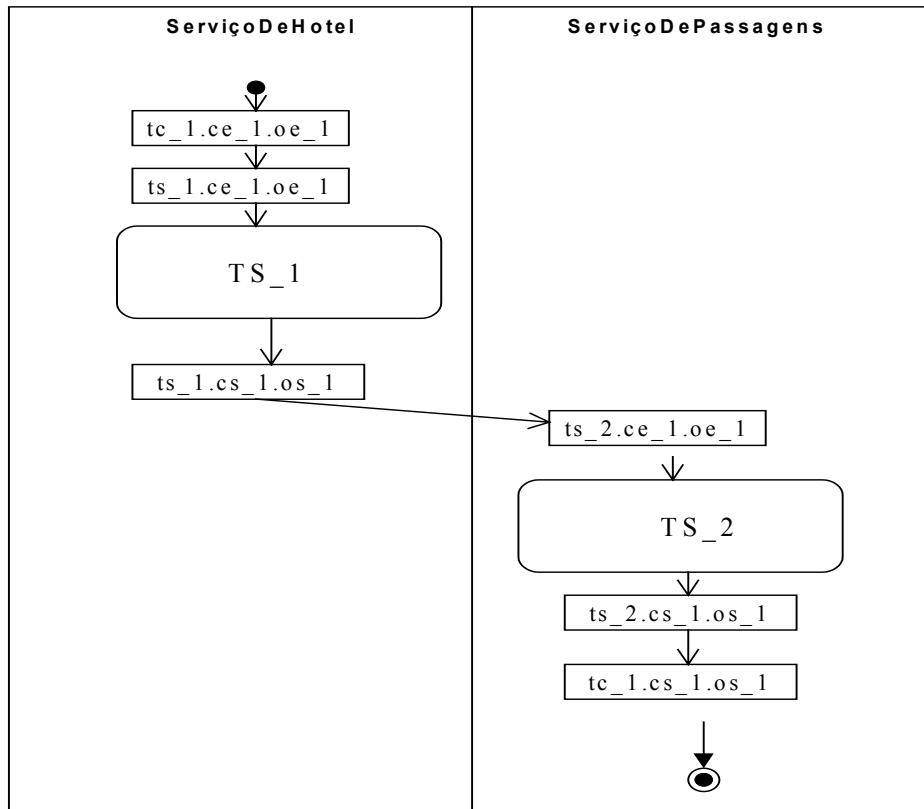 ServiçoDeHotel
ServiçoDePassagens
tc_1.ce_1.oe_1
ts_1.ce_1.oe_1
TS_1
ts_1.cs_1.os_1
ts_2.ce_1.oe_1
TS_2
ts_2.cs_1.os_1
tc_1.cs_1.os_1